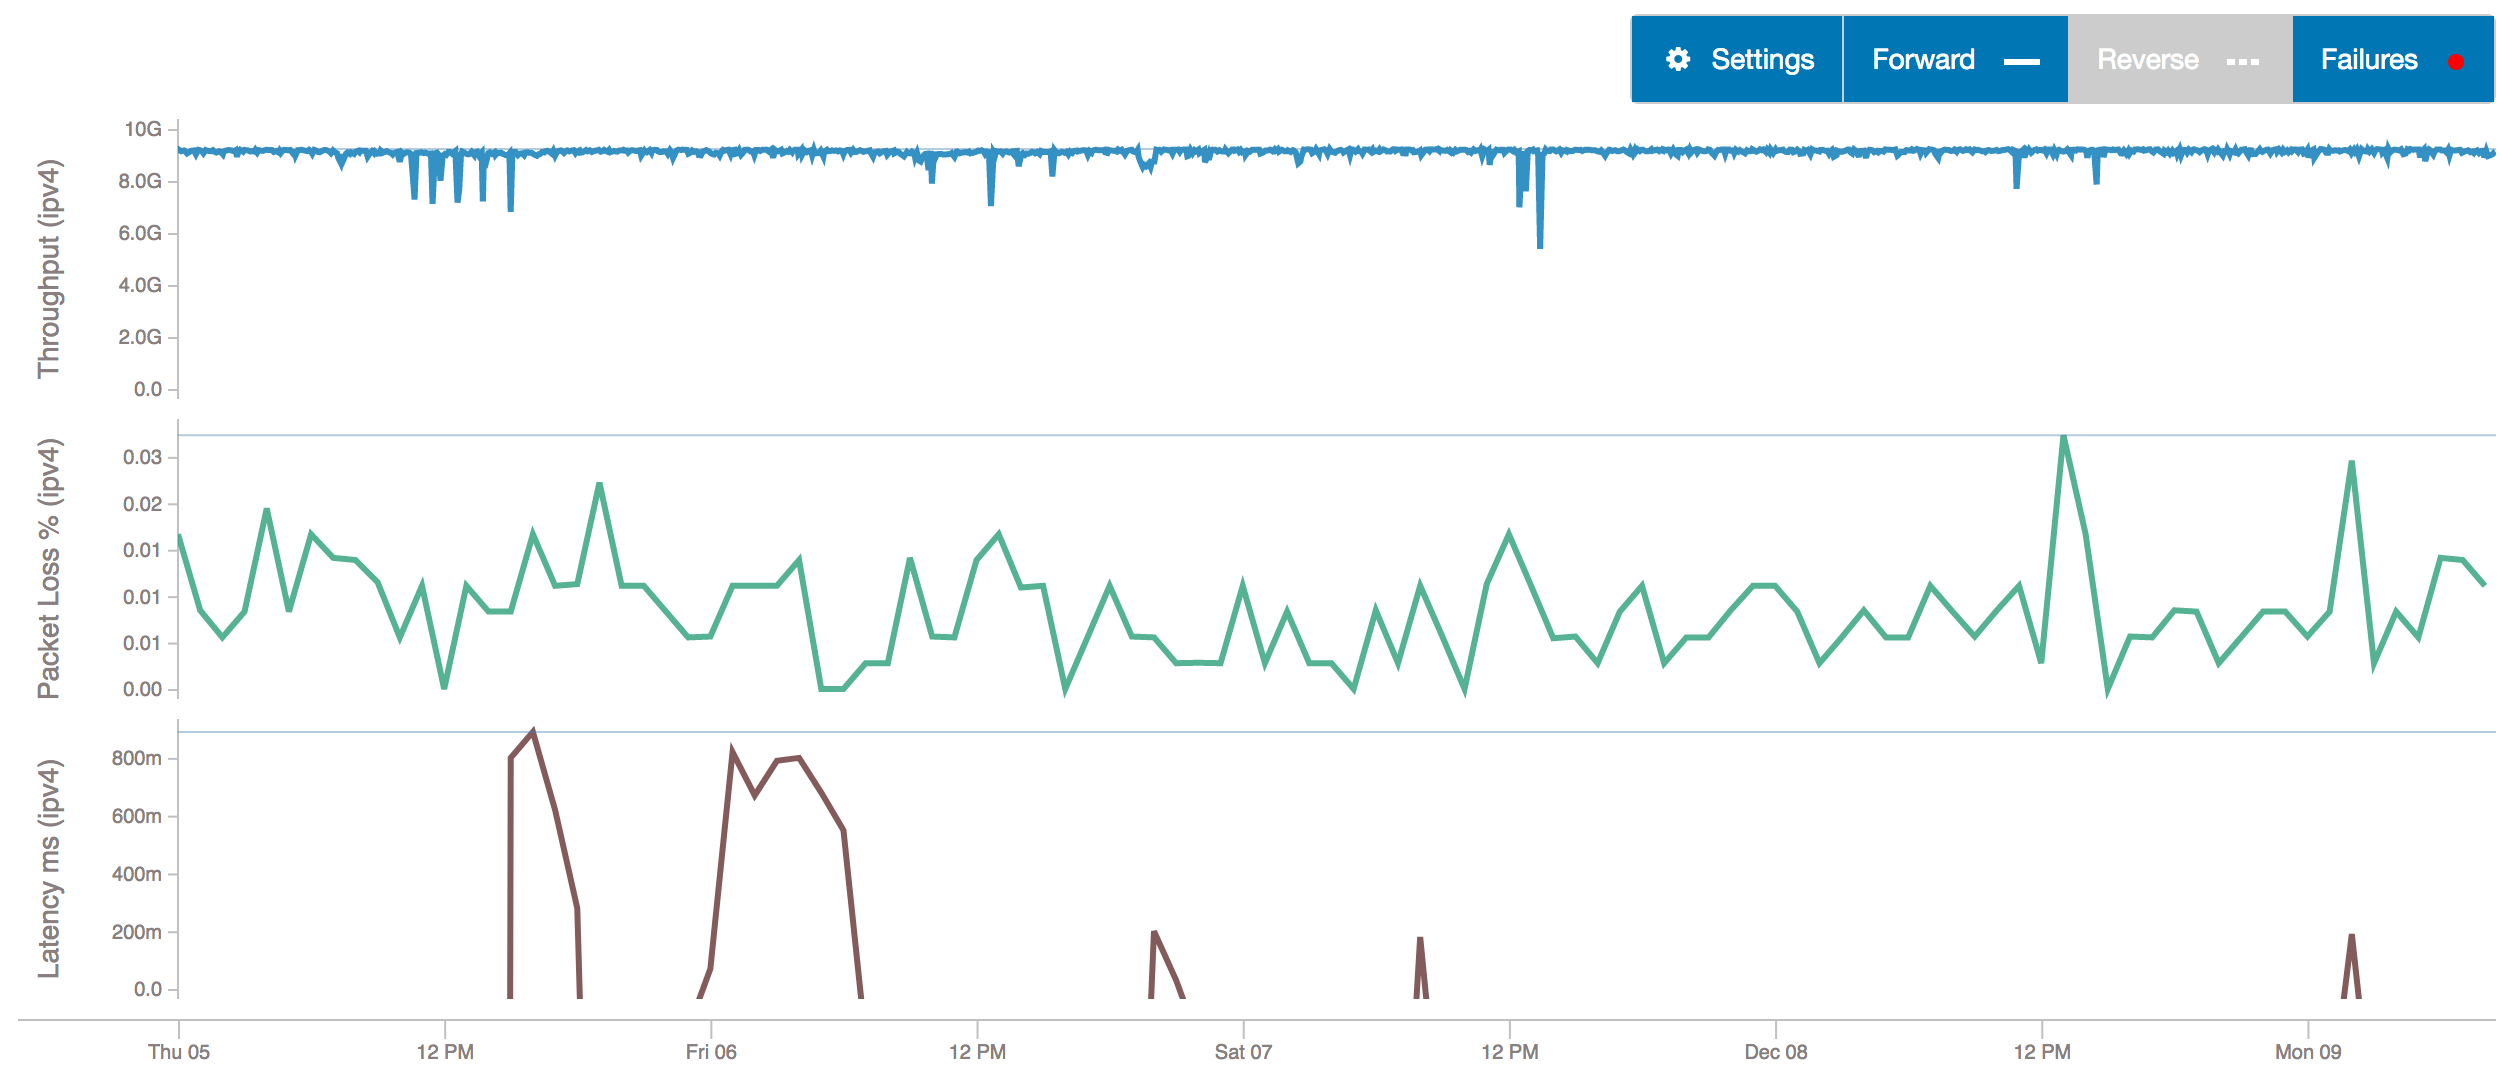 Settings
Forward
Reverse
Failures
Throughput (ipv4)
10G
8.0G
6.0G
4.0G
2.0G
0.0
Packet Loss % (ipv4)
0.03
0.02
0.01
0.01
0.01
0.00
Latency ms (ipv4)
800m
600m
400m
200m
0.0
Thu 05
12 PM
Fri 06
12 PM
Sat 07
12 PM
Dec 08
12 PM
Mon 09